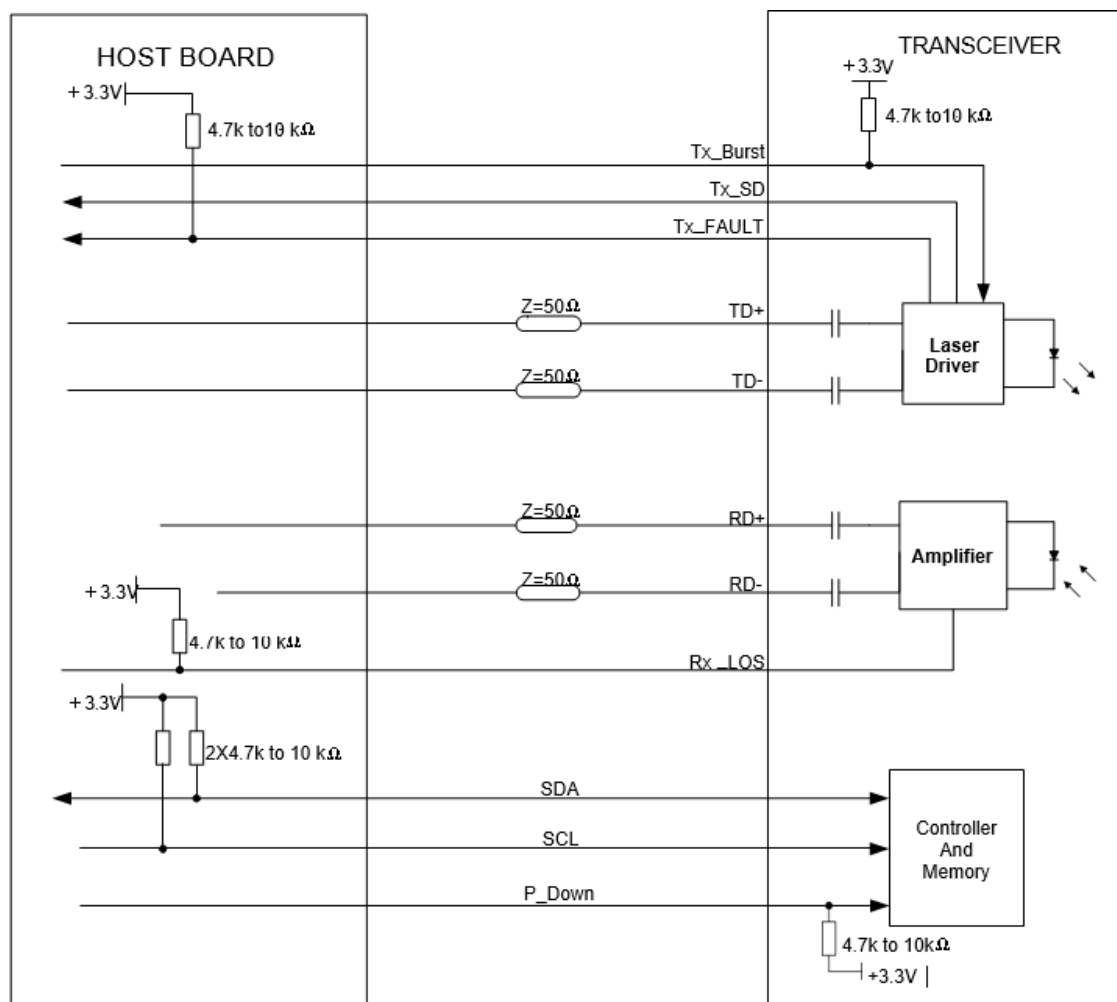 HOST BOARD
TRANSCEIVER
+3.3V
+3.3V
4.7k to10 kΩ
4.7k to10 kΩ
Tx_Burst
Tx_SD
Tx_FAULT
Z=50Ω
TD+
Laser
Driver
Z=50Ω
TD-
Z=50Ω
RD+
Amplifier
Z=50Ω
RD-
+3.3V
4.7k to 10 kΩ
Rx _LOS
+3.3V
2X4.7k to 10 kΩ
SDA
SCL
Controller
And
Memory
P_Down
4.7k to 10kΩ
+3.3V